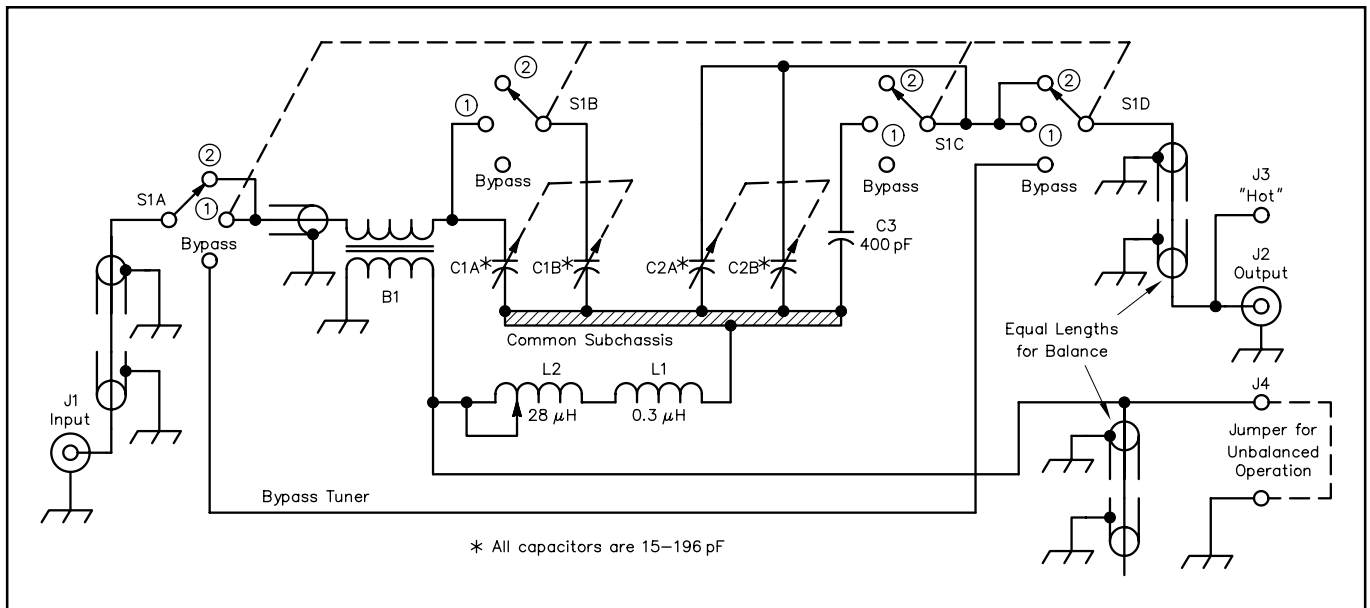 ②
①
S1B
Bypass
②
S1A
①
Bypass
B1
C1A*
C1B*
C2A*
C2B*
C3
400 pF
②
①
S1C
Bypass
②
①
S1D
Bypass
J3
"Hot"
J2
Output
Common Subchassis
Equal Lengths
for Balance
L2
28 μH
L1
0.3 μH
J1
Input
J4
Jumper for
Unbalanced
Operation
Bypass Tuner
* All capacitors are 15–196 pF